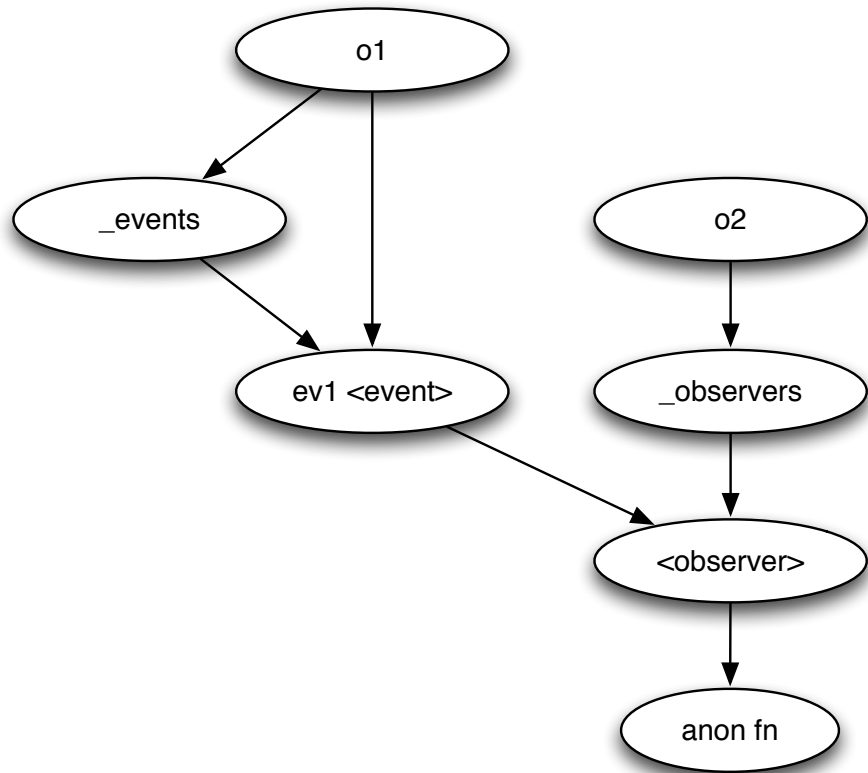 o1
_events
o2
ev1 <event>
_observers
<observer>
anon fn